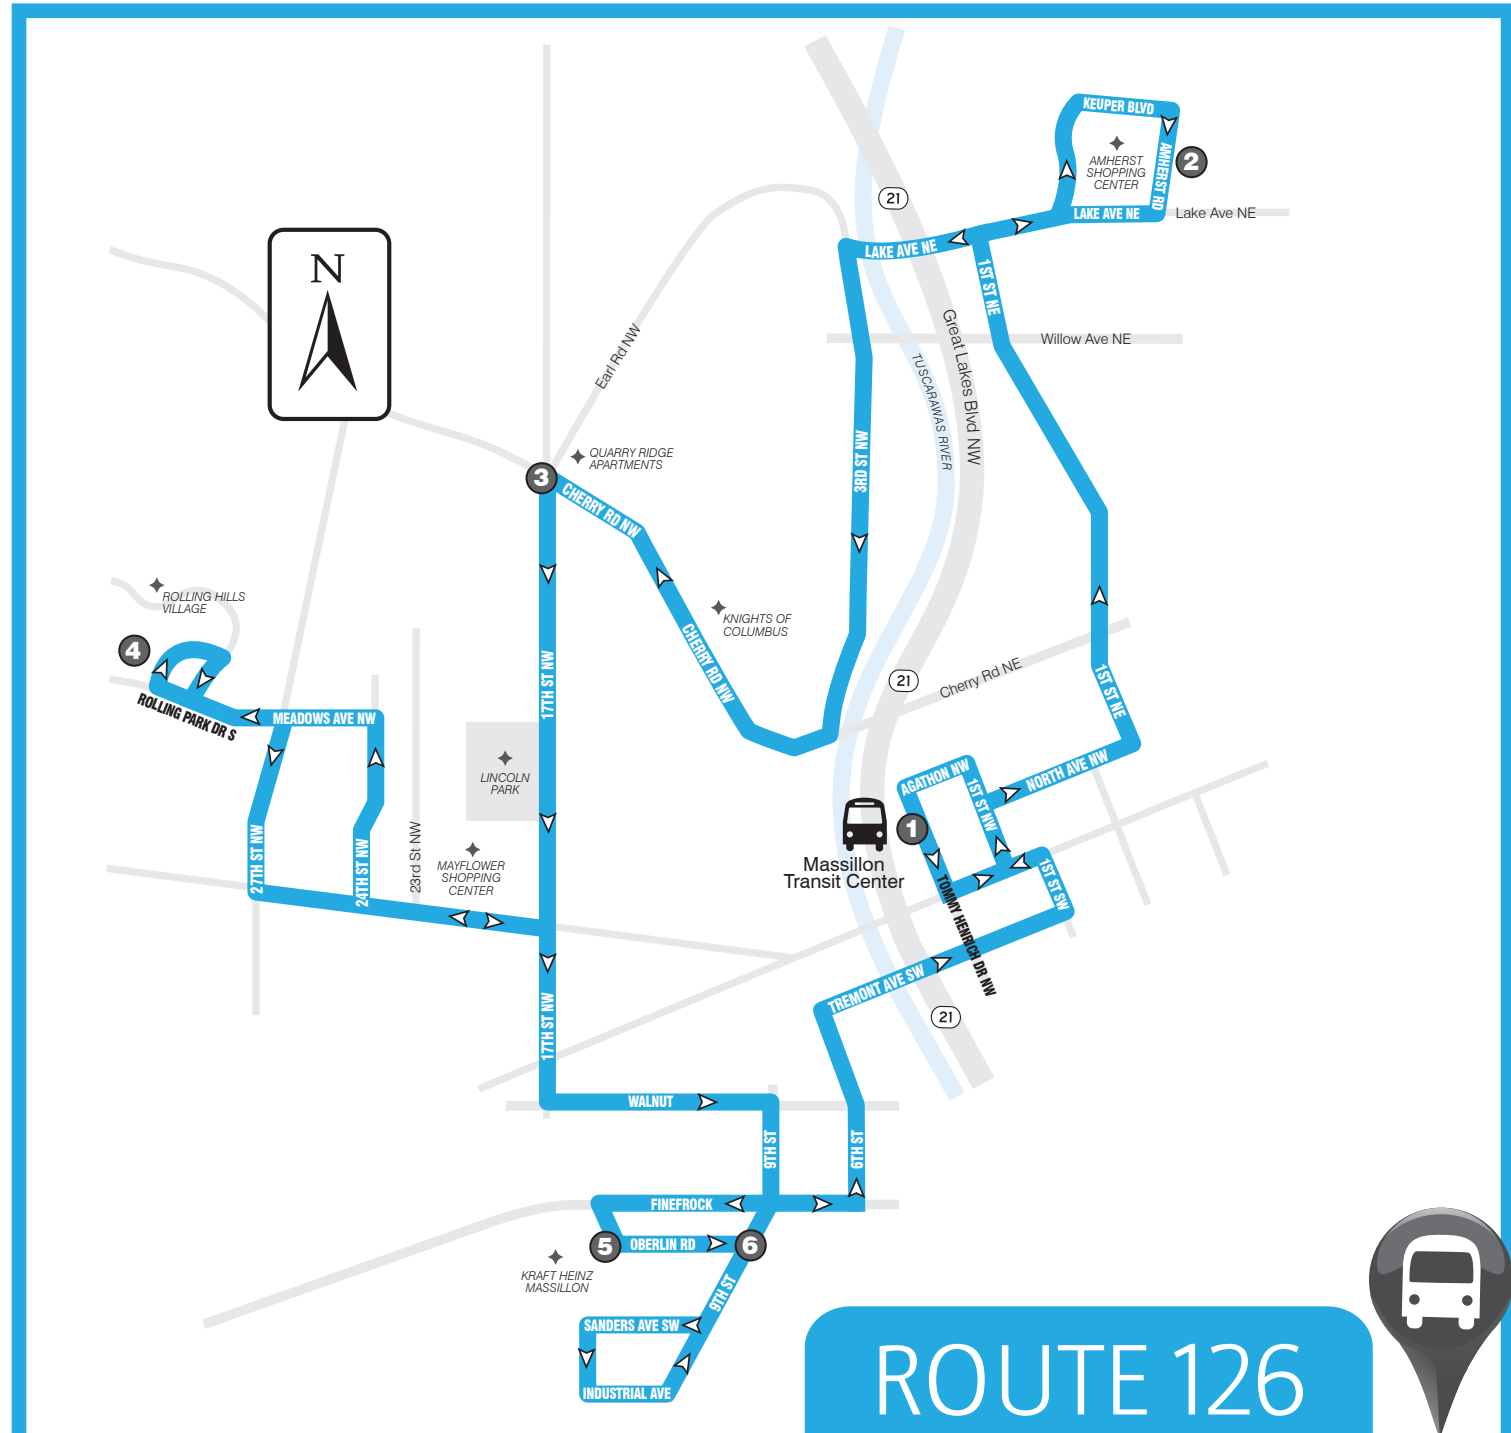 KEUPER BLVD
AMHERST
SHOPPING
CENTER
AMHERST RD
2
LAKE AVE NE
Lake Ave NE
21
LAKE AVE NE
1ST ST NE
N
Great Lakes Blvd NW
Willow Ave NE
Earl Rd NW
TUSCARAWAS RIVER
QUARRY RIDGE
APARTMENTS
3
CHERRY RD NW
3RD ST NW
ROLLING HILLS
VILLAGE
KNIGHTS OF
COLUMBUS
4
CHERRY RD NW
17TH ST NW
21
Cherry Rd NE
1ST ST NE
ROLLING PARK DR S
MEADOWS AVE NW
LINCOLN
PARK
AGATHON NW
1ST ST NW
NORTH AVE NW
1
27TH ST NW
24TH ST NW
23rd St NW
MAYFLOWER
SHOPPING
CENTER
Massillon
Transit Center
1ST ST SW
TOMMY HENRICH DR NW
TREMONT AVE SW
17TH ST NW
21
WALNUT
9TH ST
6TH ST
FINEFROCK
5
OBERLIN RD
6
KRAFT HEINZ
MASSILLON
9TH ST
SANDERS AVE SW
INDUSTRIAL AVE
ROUTE 126